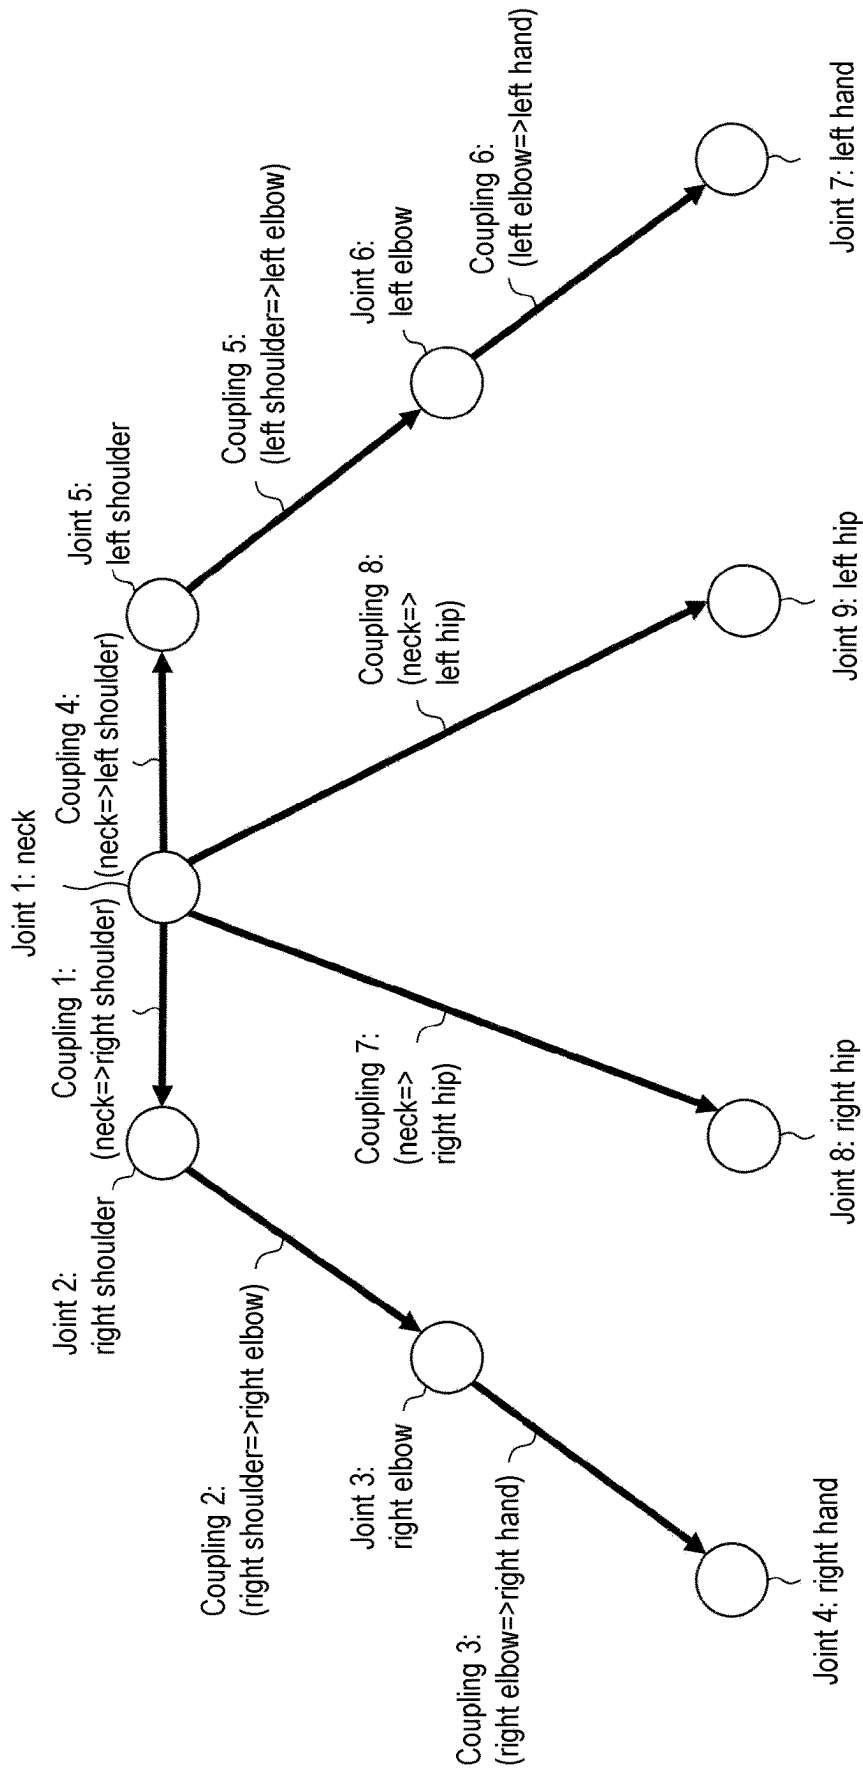 Joint 1: neck
Coupling 1:
(neck=>right shoulder)
Coupling 4:
(neck=>left shoulder)
Joint 2:
right shoulder
Joint 5:
left shoulder
Coupling 2:
(right shoulder=>right elbow)
Coupling 5:
(left shoulder=>left elbow)
Joint 3:
right elbow
Coupling 7:
(neck=>
right hip)
Coupling 8:
(neck=>
left hip)
Joint 6:
left elbow
Coupling 3:
(right elbow=>right hand)
Coupling 6:
(left elbow=>left hand)
Joint 4: right hand
Joint 8: right hip
Joint 9: left hip
Joint 7: left hand